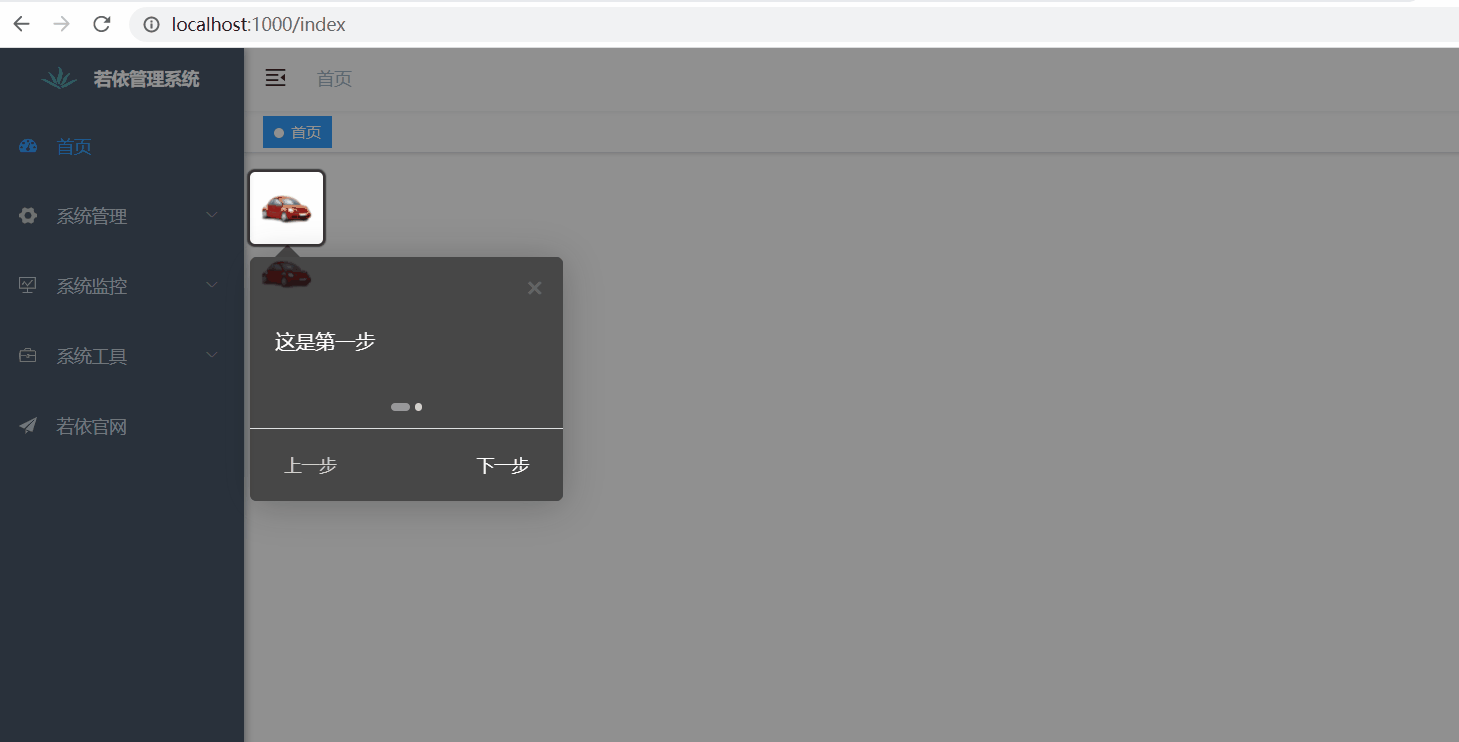 localhost:1000/index
若依管理系统
首页
首页
首页
系统管理
系统监控
系统工具
若依官网
这是第一步
上一步 下一步